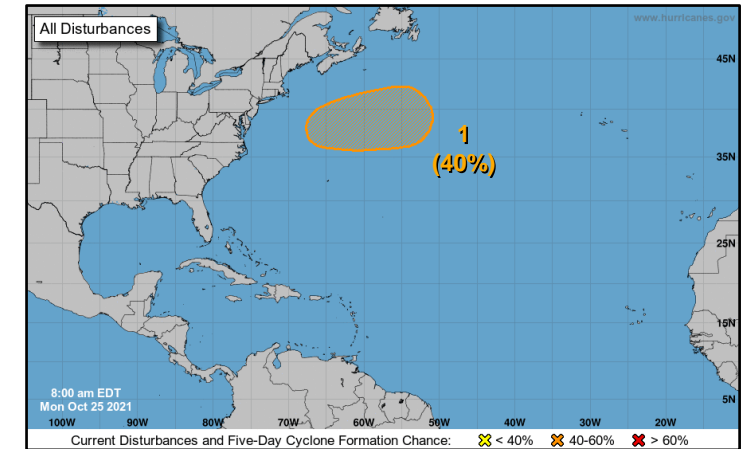 All Disturbances
www.hurricanes.gov
45N
1
(40%)
35N
25N
15N
8:00 am EDT
Mon Oct 25 2021
5N
100W 90W 80W 70W 60W 50W 40W 30W 20W
Current Disturbances and Five-Day Cyclone Formation Chance: < 40% 40-60% > 60%